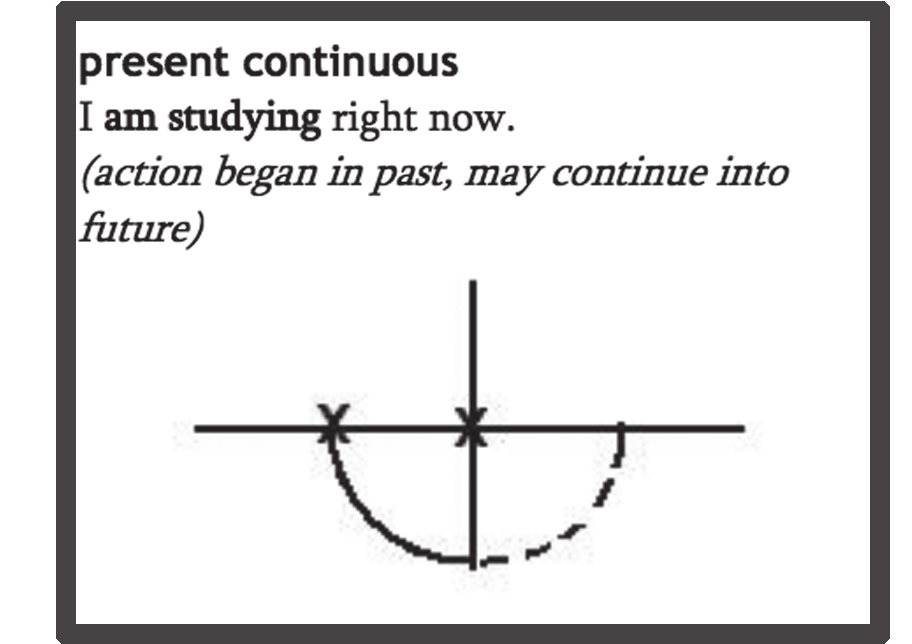 present continuous
I am studying right now.
(action began in past, may continue into
future)
X X